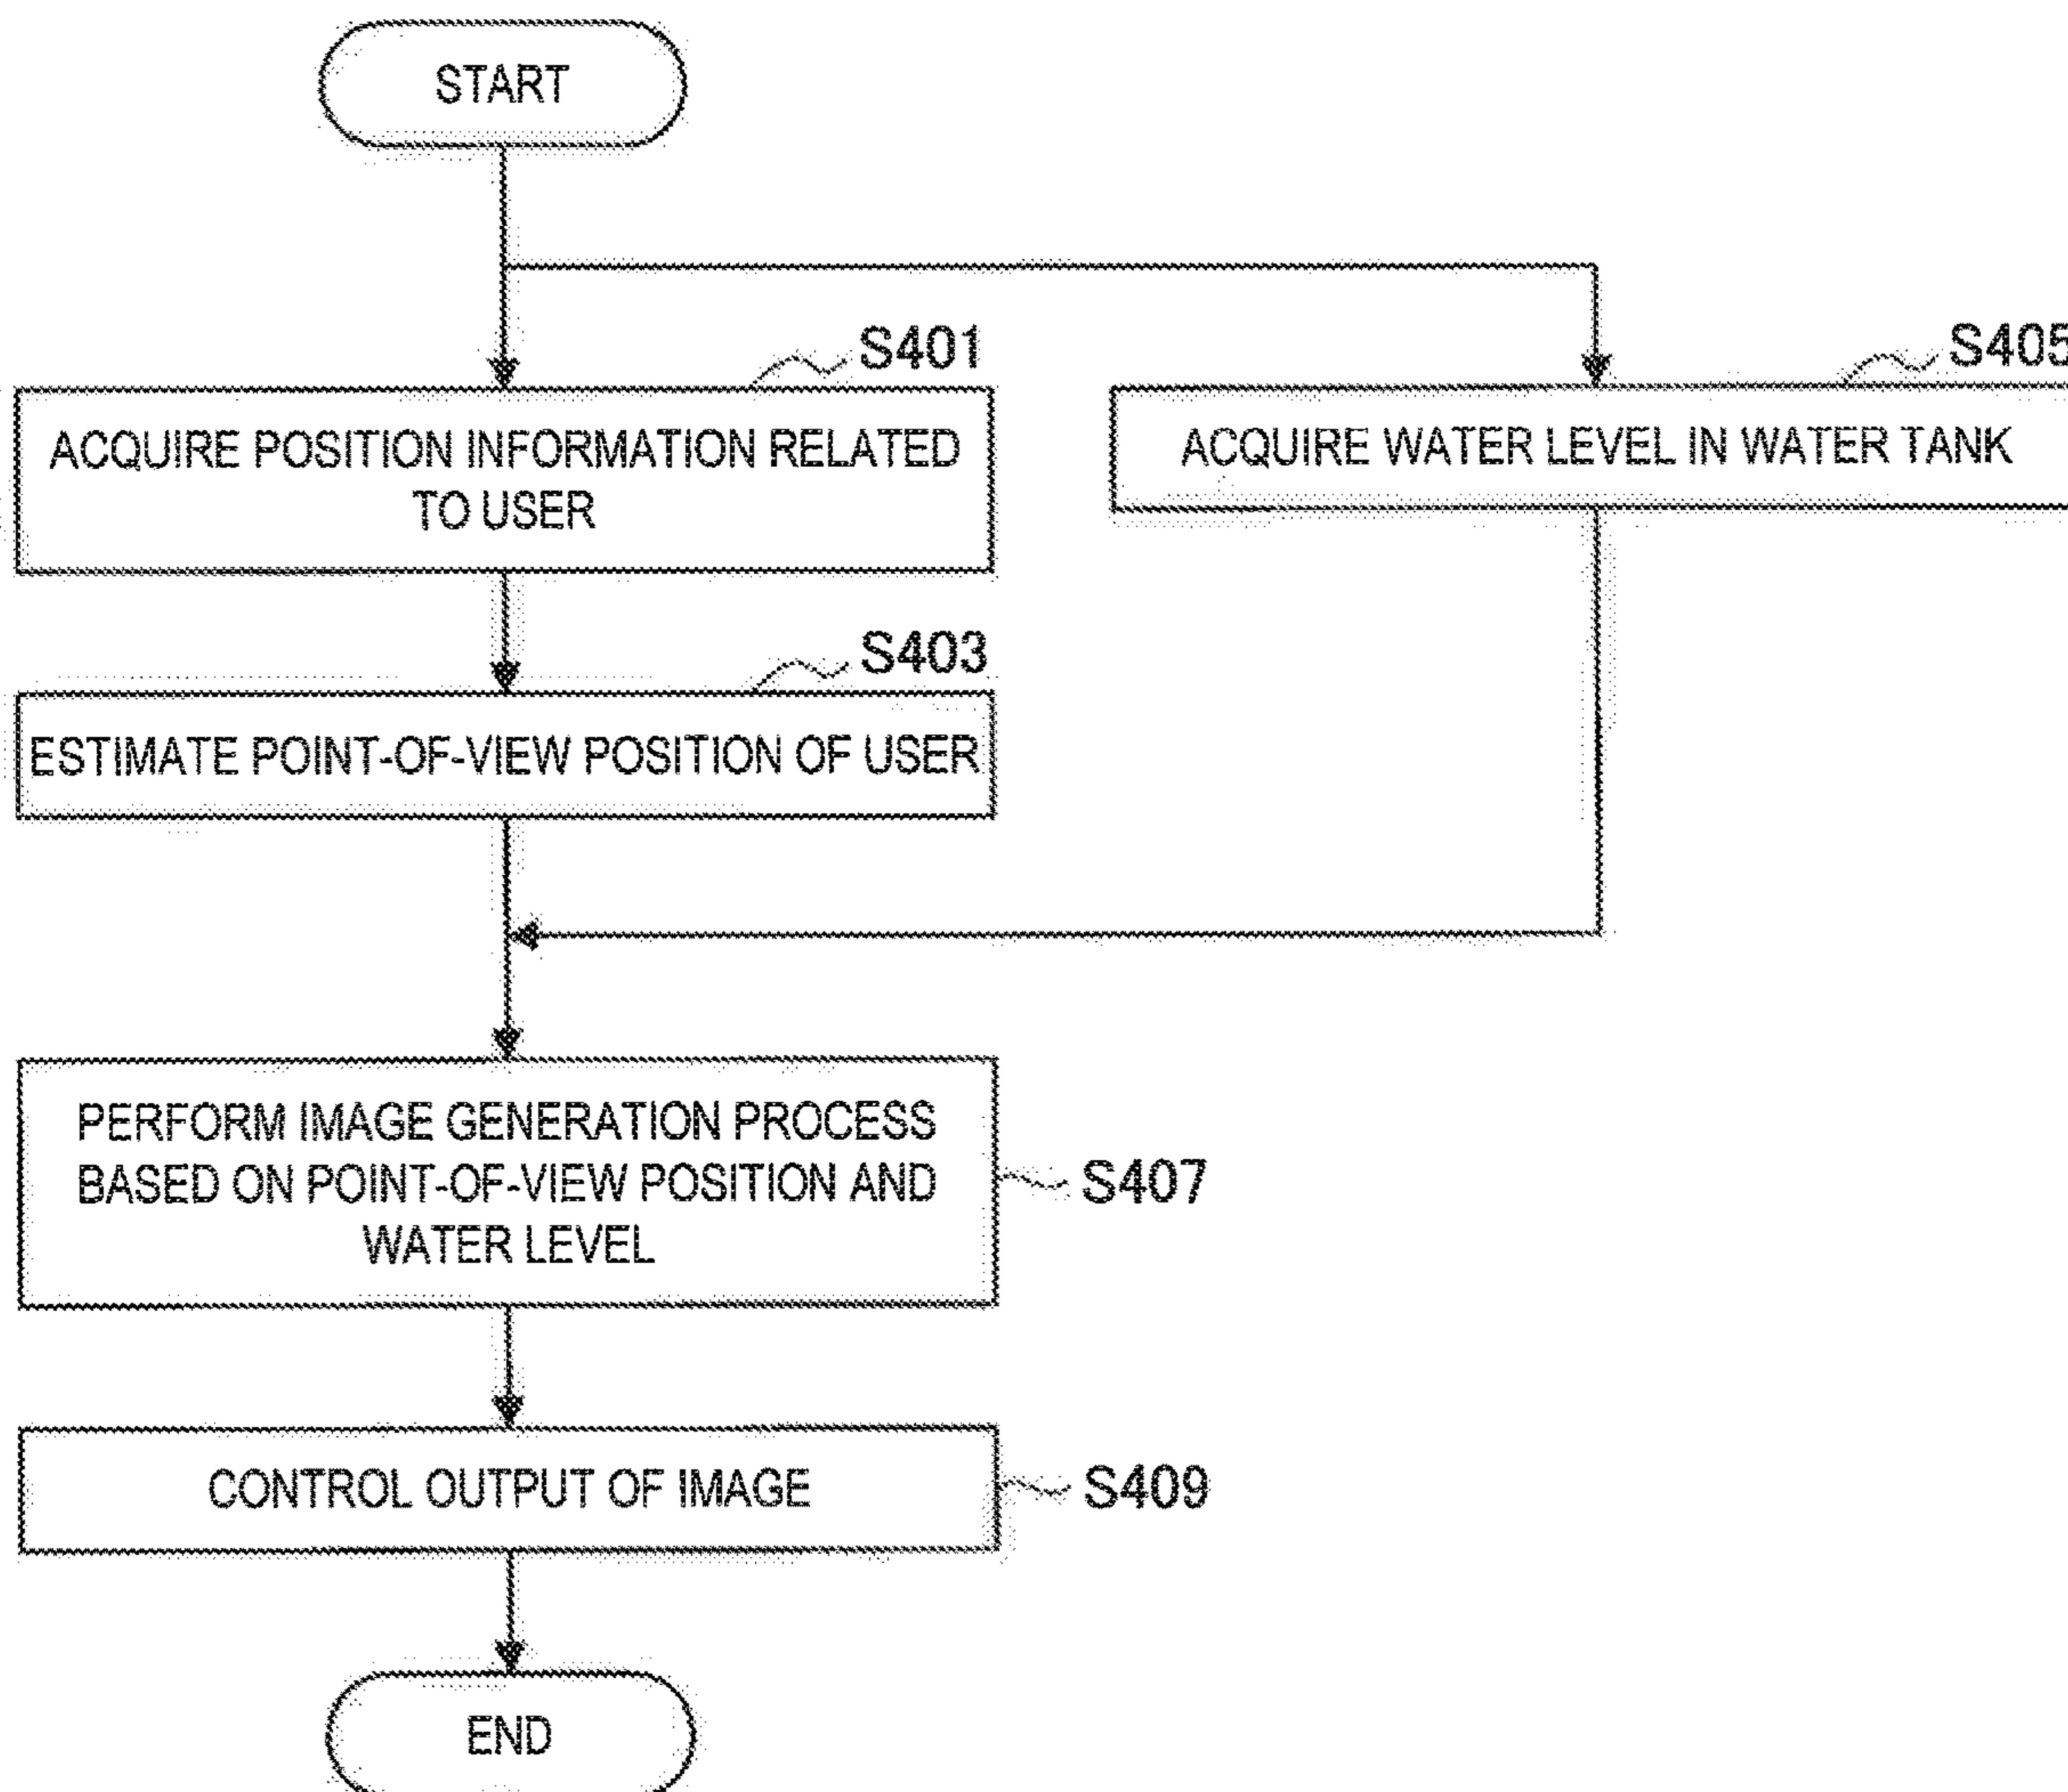 START
S401
S405
ACQUIRE POSITION INFORMATION RELATED
TO USER
ACQUIRE WATER LEVEL IN WATER TANK
S403
ESTIMATE POINT-OF-VIEW POSITION OF USER
PERFORM IMAGE GENERATION PROCESS
BASED ON POINT-OF-VIEW POSITION AND
WATER LEVEL
S407
CONTROL OUTPUT OF IMAGE
S409
END